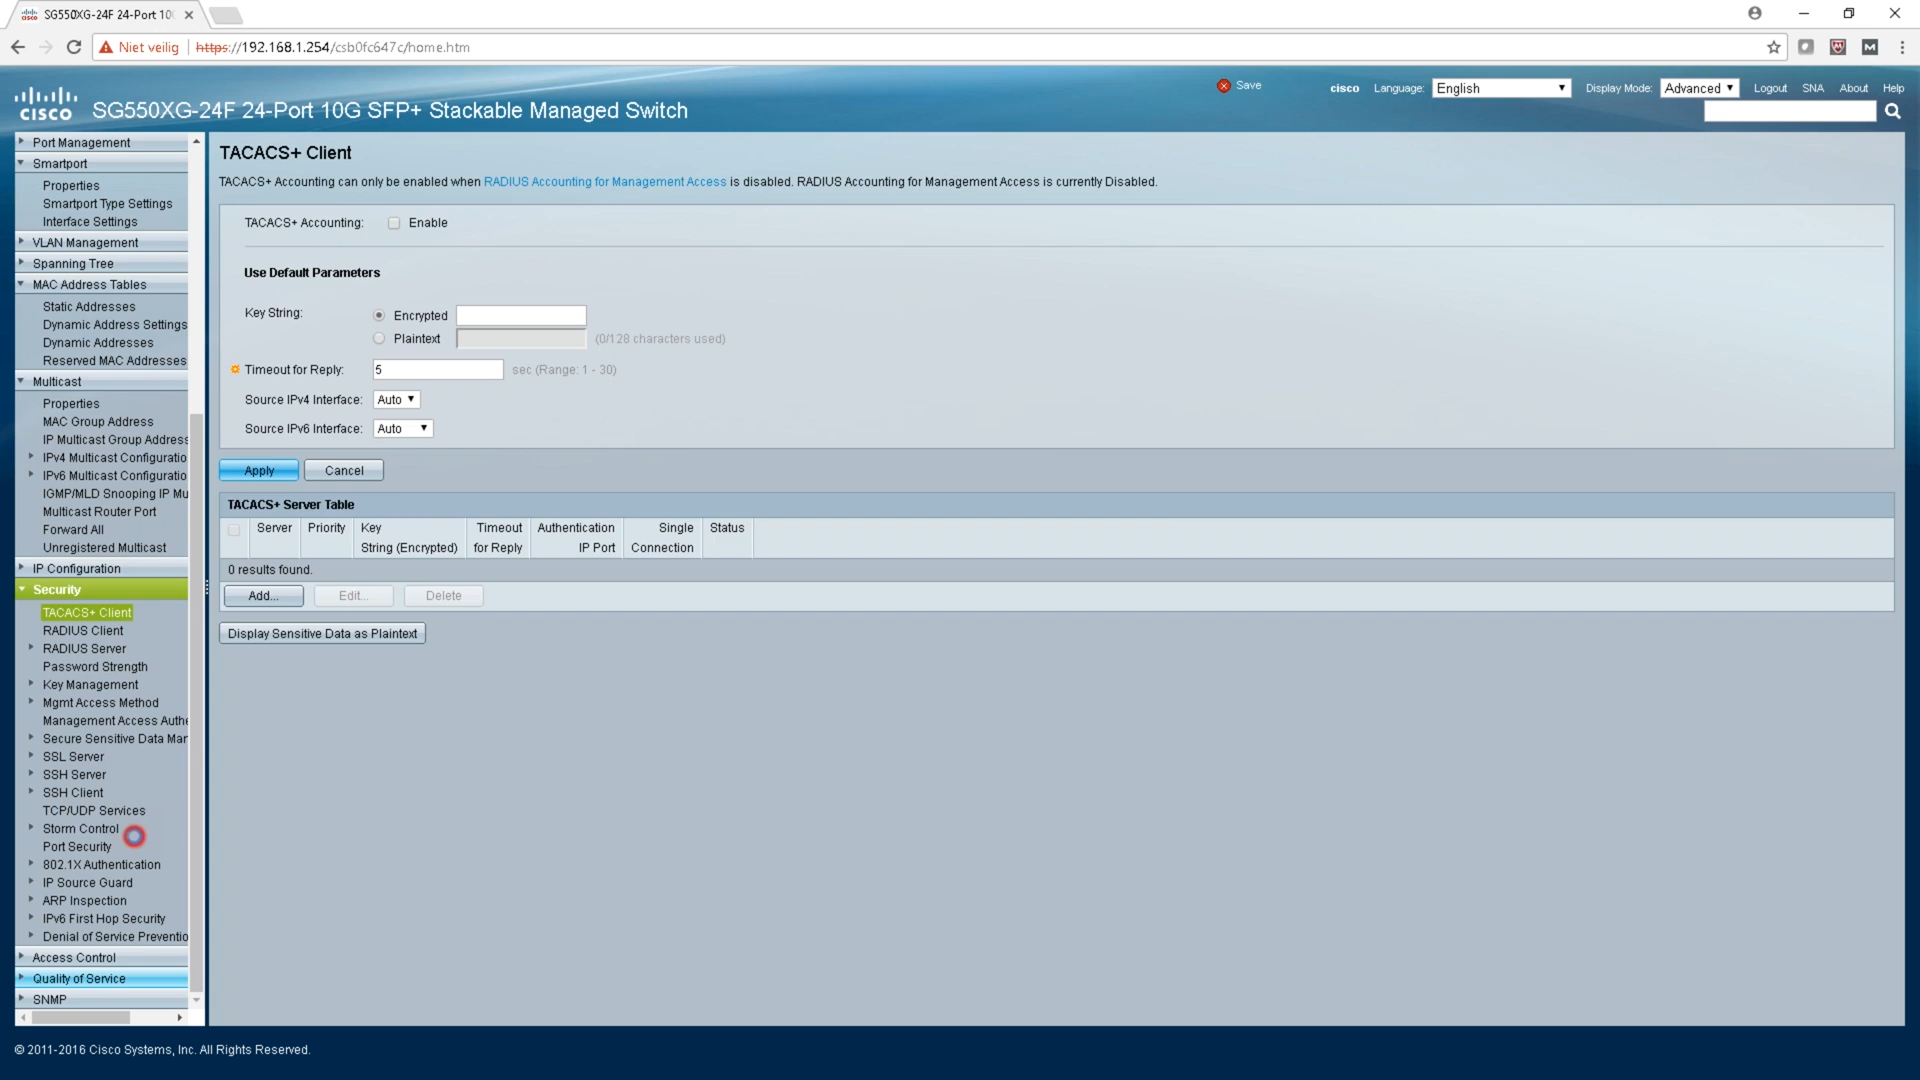 SG550XG-24F 24-Port 10G
Niet veilig https://192.168.1.254/csb0fc647c/home.htm
Save
cisco Language: English Display Mode: Advanced Logout SNA About Help
CISCO SG550XG-24F 24-Port 10G SFP+ Stackable Managed Switch
Port Management
Smartport
Properties
Smartport Type Settings
Interface Settings
VLAN Management
Spanning Tree
MAC Address Tables
Static Addresses
Dynamic Address Settings
Dynamic Addresses
Reserved MAC Addresses
Multicast
Properties
MAC Group Address
IP Multicast Group Address
IPv4 Multicast Configuratio
IPv6 Multicast Configuratio
IGMP/MLD Snooping IP Mu
Multicast Router Port
Forward All
Unregistered Multicast
IP Configuration
Security
TACACS+ Client
RADIUS Client
RADIUS Server
Password Strength
Key Management
Mgmt Access Method
Management Access Authe
Secure Sensitive Data Man
SSL Server
SSH Server
SSH Client
TCP/UDP Services
Storm Control
Port Security
802.1X Authentication
IP Source Guard
ARP Inspection
IPv6 First Hop Security
Denial of Service Preventio
Access Control
Quality of Service
SNMP
TACACS+ Client
TACACS+ Accounting can only be enabled when RADIUS Accounting for Management Access is disabled. RADIUS Accounting for Management Access is currently Disabled.
TACACS+ Accounting: Enable
Use Default Parameters
Key String: Encrypted
Plaintext (0/128 characters used)
Timeout for Reply: 5 sec (Range: 1 - 30)
Source IPv4 Interface: Auto
Source IPv6 Interface: Auto
Apply Cancel
TACACS+ Server Table
Server Priority Key Timeout Authentication Single Status
String (Encrypted) for Reply IP Port Connection
0 results found.
Add... Edit... Delete
Display Sensitive Data as Plaintext
© 2011-2016 Cisco Systems, Inc. All Rights Reserved.